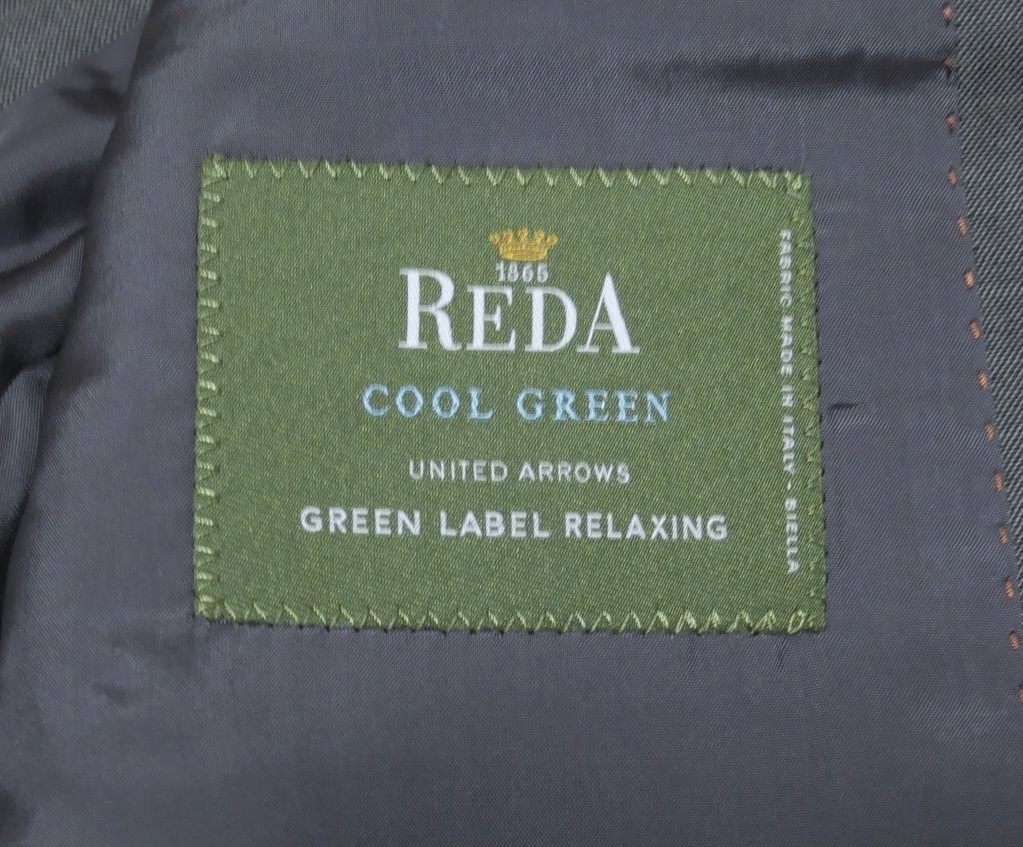 1865
REDA
COOL GREEN
UNITED ARROWS
GREEN LABEL RELAXING
FABRIC MADE IN ITALY - BIELLA